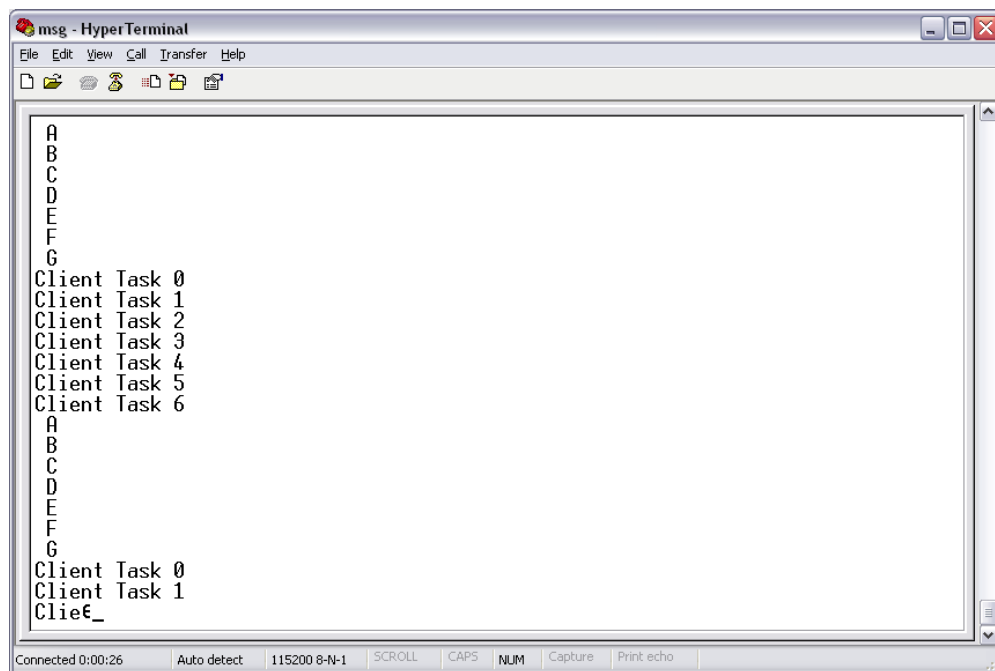 msg - HyperTerminal
File Edit View Call Transfer Help
A
B
C
D
E
F
G
Client Task 0
Client Task 1
Client Task 2
Client Task 3
Client Task 4
Client Task 5
Client Task 6
A
B
C
D
E
F
G
Client Task 0
Client Task 1
Clie€_
Connected 0:00:26 Auto detect 115200 8-N-1 SCROLL CAPS NUM Capture Print echo